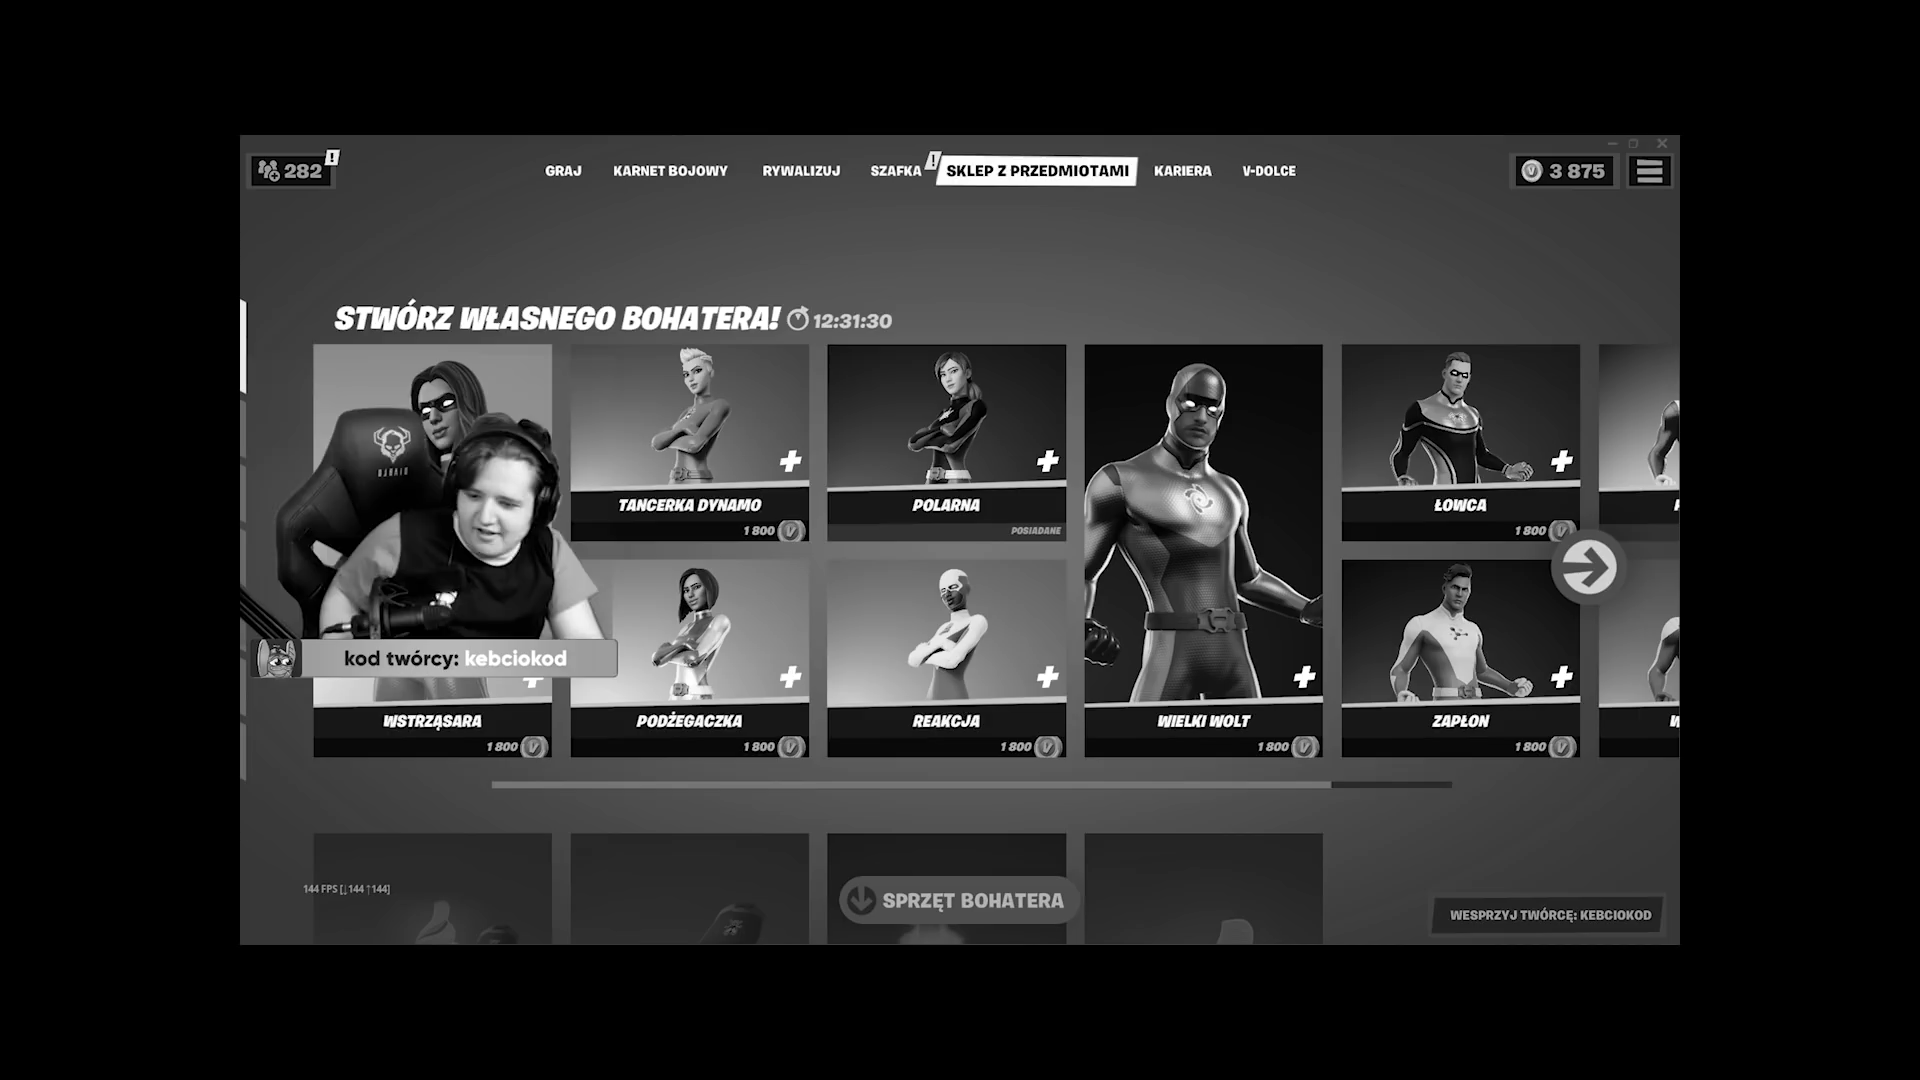 282
GRAJ
KARNET BOJOWY
RYWALIZUJ
SZAFKA
SKLEP Z PRZEDMIOTAMI
KARIERA
V-DOLCE
3 875
STWÓRZ WŁASNEGO BOHATERA!
12:31:30
TANCERKA DYNAMO
1 800
POLARNA
POSIADANE
ŁOWCA
1 800
kod twórcy: kebciokod
WSTRZĄSARA
1 800
PODŻEGACZKA
1 800
REAKCJA
1 800
WIELKI WOLT
1 800
ZAPŁON
1 800
144 FPS [↓144 ↑144]
SPRZĘT BOHATERA
WESPRZYJ TWÓRCĘ: KEBCIOKOD